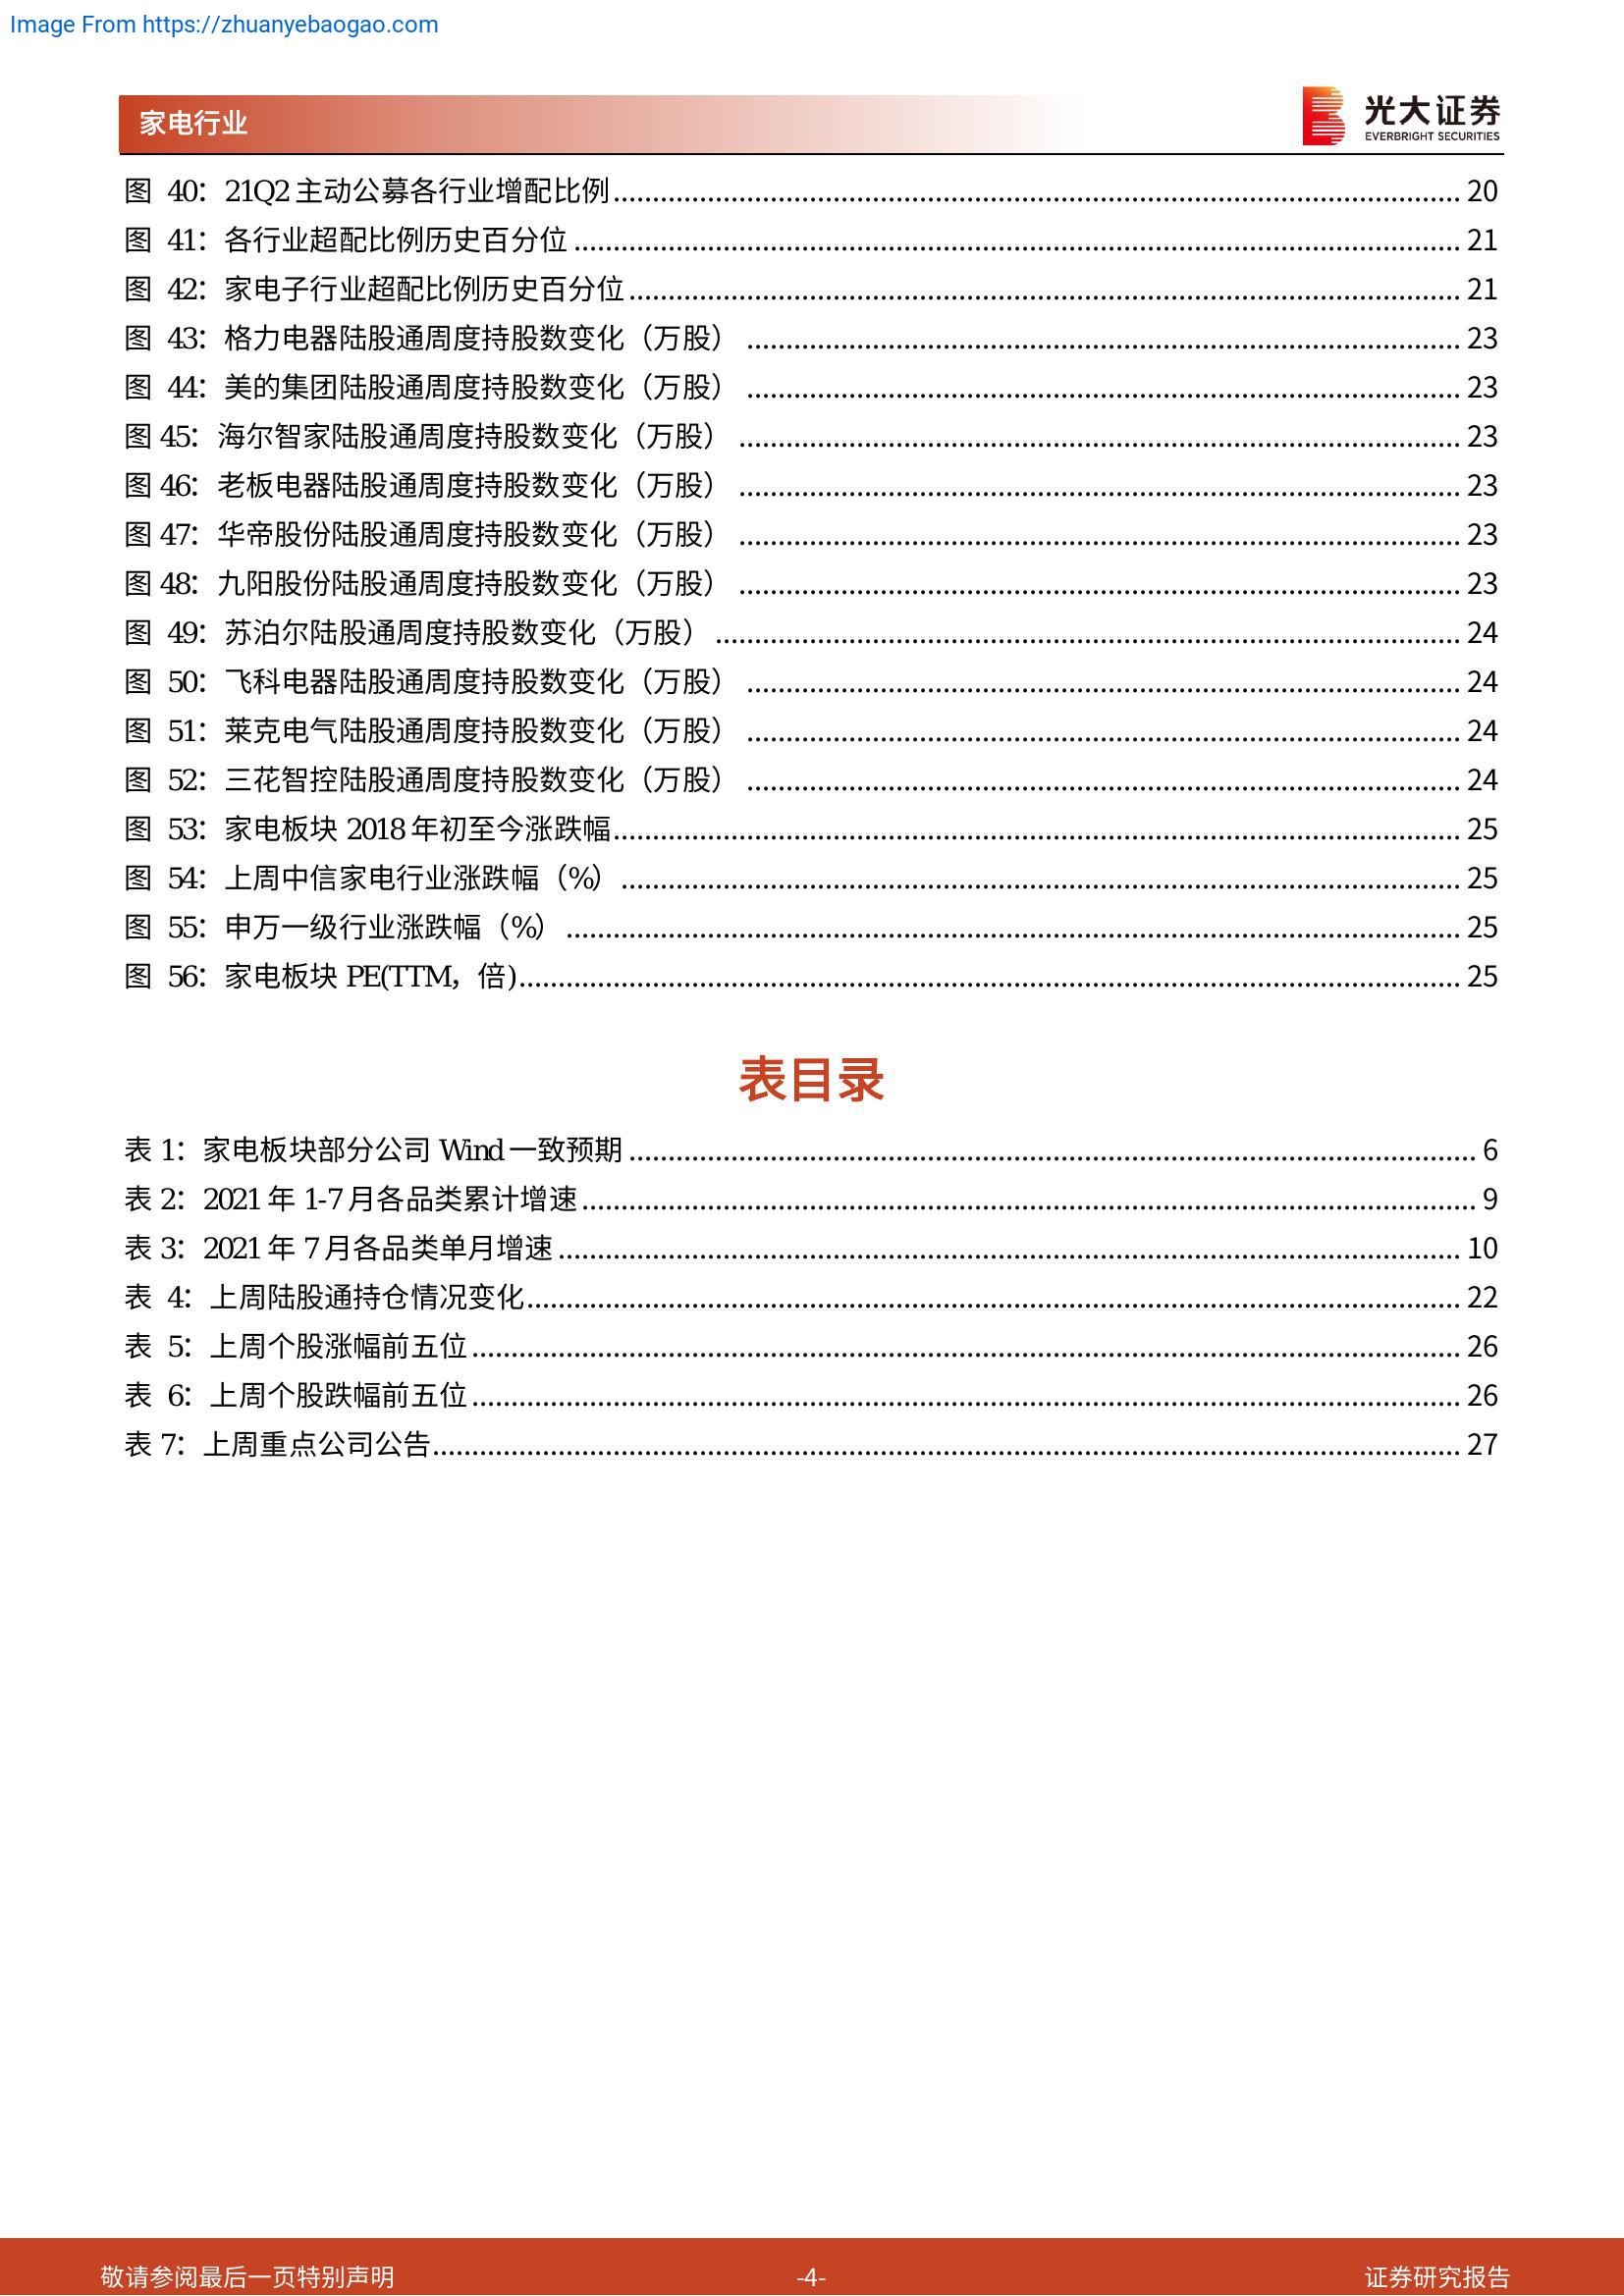 Image From https://zhuanyebaogao.com
家电行业
光大证券
EVERBRIGHT SECURITIES
图 40：21Q2 主动公募各行业增配比例 20
图 41：各行业超配比例历史百分位 21
图 42：家电子行业超配比例历史百分位 21
图 43：格力电器陆股通周度持股数变化（万股） 23
图 44：美的集团陆股通周度持股数变化（万股） 23
图 45：海尔智家陆股通周度持股数变化（万股） 23
图 46：老板电器陆股通周度持股数变化（万股） 23
图 47：华帝股份陆股通周度持股数变化（万股） 23
图 48：九阳股份陆股通周度持股数变化（万股） 23
图 49：苏泊尔陆股通周度持股数变化（万股） 24
图 50：飞科电器陆股通周度持股数变化（万股） 24
图 51：莱克电气陆股通周度持股数变化（万股） 24
图 52：三花智控陆股通周度持股数变化（万股） 24
图 53：家电板块 2018 年初至今涨跌幅 25
图 54：上周中信家电行业涨跌幅（%） 25
图 55：申万一级行业涨跌幅（%） 25
图 56：家电板块 PE(TTM，倍) 25
表目录
表 1：家电板块部分公司 Wind 一致预期 6
表 2：2021 年 1-7 月各品类累计增速 9
表 3：2021 年 7 月各品类单月增速 10
表 4：上周陆股通持仓情况变化 22
表 5：上周个股涨幅前五位 26
表 6：上周个股跌幅前五位 26
表 7：上周重点公司公告 27
敬请参阅最后一页特别声明 -4- 证券研究报告